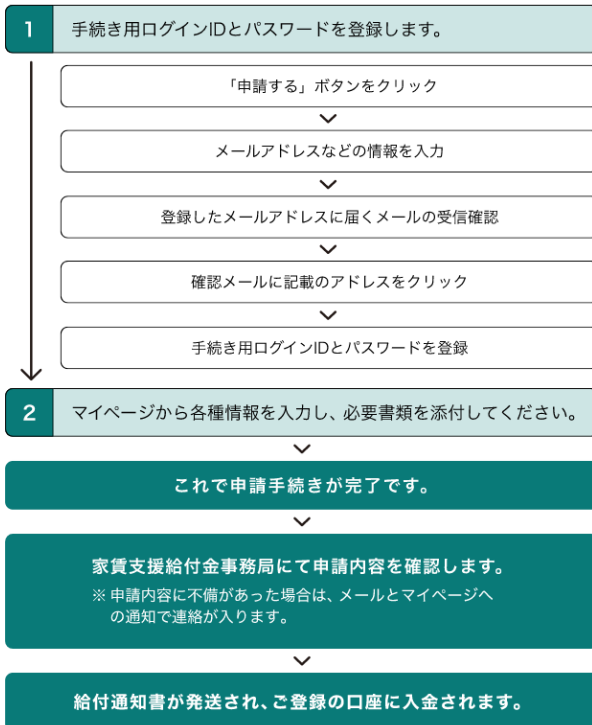 1 手続き用ログインIDとパスワードを登録します。
「申請する」ボタンをクリック
メールアドレスなどの情報を入力
登録したメールアドレスに届くメールの受信確認
確認メールに記載のアドレスをクリック
手続き用ログインIDとパスワードを登録
2 マイページから各種情報を入力し、必要書類を添付してください。
これで申請手続きが完了です。
家賃支援給付金事務局にて申請内容を確認します。
※ 申請内容に不備があった場合は、メールとマイページへ
の通知で連絡が入ります。
給付通知書が発送され、ご登録の口座に入金されます。